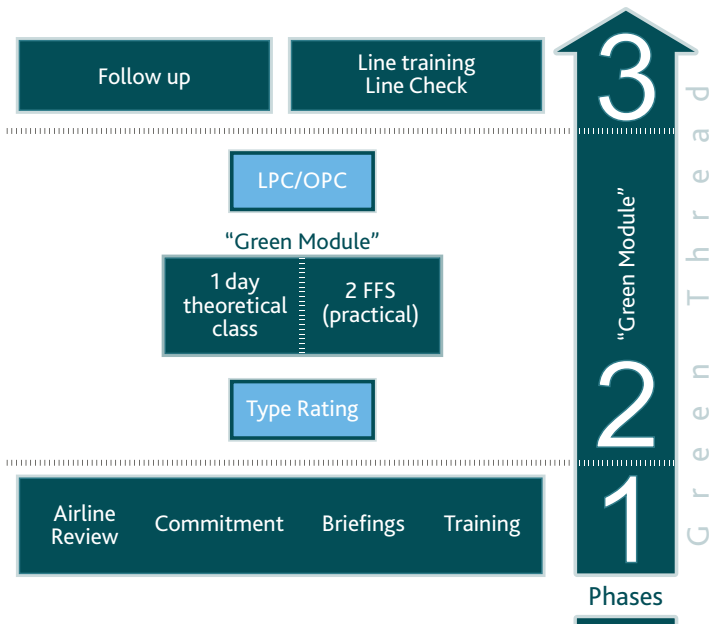 Follow up
Line training
Line Check
3
LPC/OPC
“Green Module”
1 day
theoretical
class
2 FFS
(practical)
Type Rating
“Green Module”
2
Airline
Review
Commitment
Briefings
Training
1
Phases
Green Thread